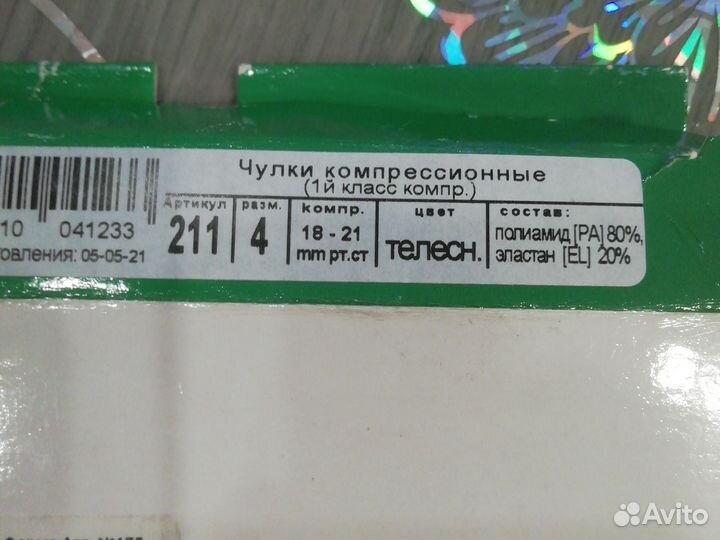 Чулки компрессионные
(1й класс компр.)
10 041233
овления: 05-05-21
Артикул
211
разм.
4
компр.
18 - 21
mm рт.ст
цвет
телесн.
состав:
полиамид [PA] 80%,
эластан [EL] 20%
Avito